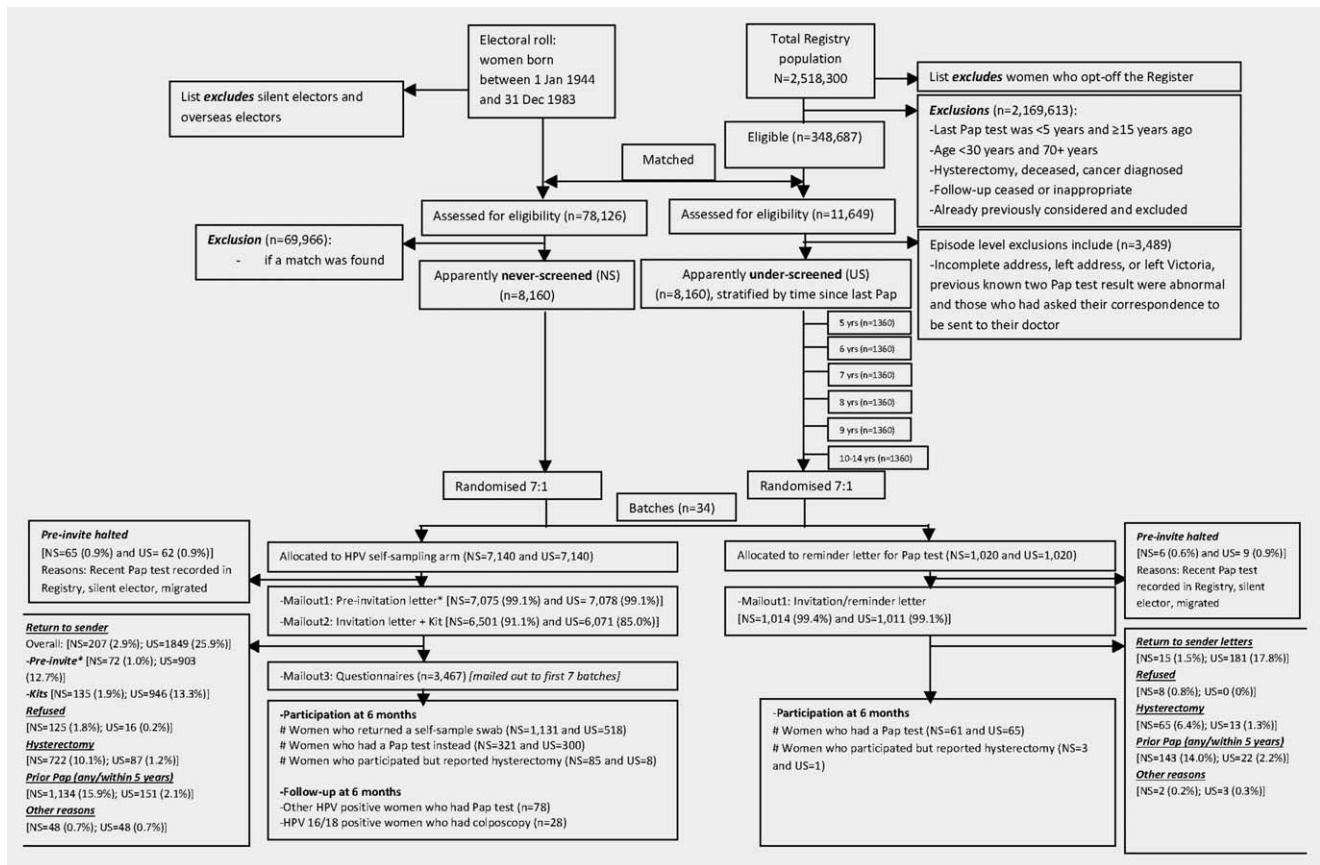 Electoral roll:
women born
between 1 Jan 1944
and 31 Dec 1983
Total Registry
population
N=2,518,300
List excludes silent electors and
overseas electors
List excludes women who opt-off the Register
Exclusions (n=2,169,613):
-Last Pap test was <5 years and ≥15 years ago
-Age <30 years and 70+ years
-Hysterectomy, deceased, cancer diagnosed
-Follow-up ceased or inappropriate
-Already previously considered and excluded
Eligible (n=348,687)
Matched
Assessed for eligibility (n=78,126)
Assessed for eligibility (n=11,649)
Exclusion (n=69,966):
- if a match was found
Episode level exclusions include (n=3,489)
-Incomplete address, left address, or left Victoria,
previous known two Pap test result were abnormal
and those who had asked their correspondence to
be sent to their doctor
Apparently never-screened (NS)
(n=8,160)
Apparently under-screened (US)
(n=8,160), stratified by time since last Pap
5 yrs (n=1360)
6 yrs (n=1360)
7 yrs (n=1360)
8 yrs (n=1360)
9 yrs (n=1360)
10-14 yrs (n=1360)
Randomised 7:1
Randomised 7:1
Batches (n=34)
Pre-invite halted
[NS=65 (0.9%) and US= 62 (0.9%)]
Reasons: Recent Pap test recorded in
Registry, silent elector, migrated
Allocated to HPV self-sampling arm (NS=7,140 and US=7,140)
Allocated to reminder letter for Pap test (NS=1,020 and US=1,020)
Pre-invite halted
[NS=6 (0.6%) and US= 9 (0.9%)]
Reasons: Recent Pap test
recorded in Registry, silent
elector, migrated
-Mailout1: Pre-invitation letter* [NS=7,075 (99.1%) and US= 7,078 (99.1%)]
-Mailout2: Invitation letter + Kit [NS=6,501 (91.1%) and US=6,071 (85.0%)]
-Mailout1: Invitation/reminder letter
[NS=1,014 (99.4%) and US=1,011 (99.1%)]
Return to sender
Overall: [NS=207 (2.9%); US=1849 (25.9%]
-Pre-invite* [NS=72 (1.0%); US=903
(12.7%)]
-Kits [NS=135 (1.9%); US=946 (13.3%)]
Refused
[NS=125 (1.8%); US=16 (0.2%)]
Hysterectomy
[NS=722 (10.1%); US=87 (1.2%)]
Prior Pap (any/within 5 years)
[NS=1,134 (15.9%); US=151 (2.1%)]
Other reasons
[NS=48 (0.7%); US=48 (0.7%)]
-Mailout3: Questionnaires (n=3,467) [mailed out to first 7 batches]
-Participation at 6 months
# Women who returned a self-sample swab (NS=1,131 and US=518)
# Women who had a Pap test instead (NS=321 and US=300)
# Women who participated but reported hysterectomy (NS=85 and US=8)
-Follow-up at 6 months
-Other HPV positive women who had Pap test (n=78)
-HPV 16/18 positive women who had colposcopy (n=28)
-Participation at 6 months
# Women who had a Pap test (NS=61 and US=65)
# Women who participated but reported hysterectomy (NS=3
and US=1)
Return to sender letters
[NS=15 (1.5%); US=181 (17.8%]
Refused
[NS=8 (0.8%); US=0 (0%)]
Hysterectomy
[NS=65 (6.4%); US=13 (1.3%)]
Prior Pap (any/within 5 years)
[NS=143 (14.0%); US=22 (2.2%)]
Other reasons
[NS=2 (0.2%); US=3 (0.3%)]